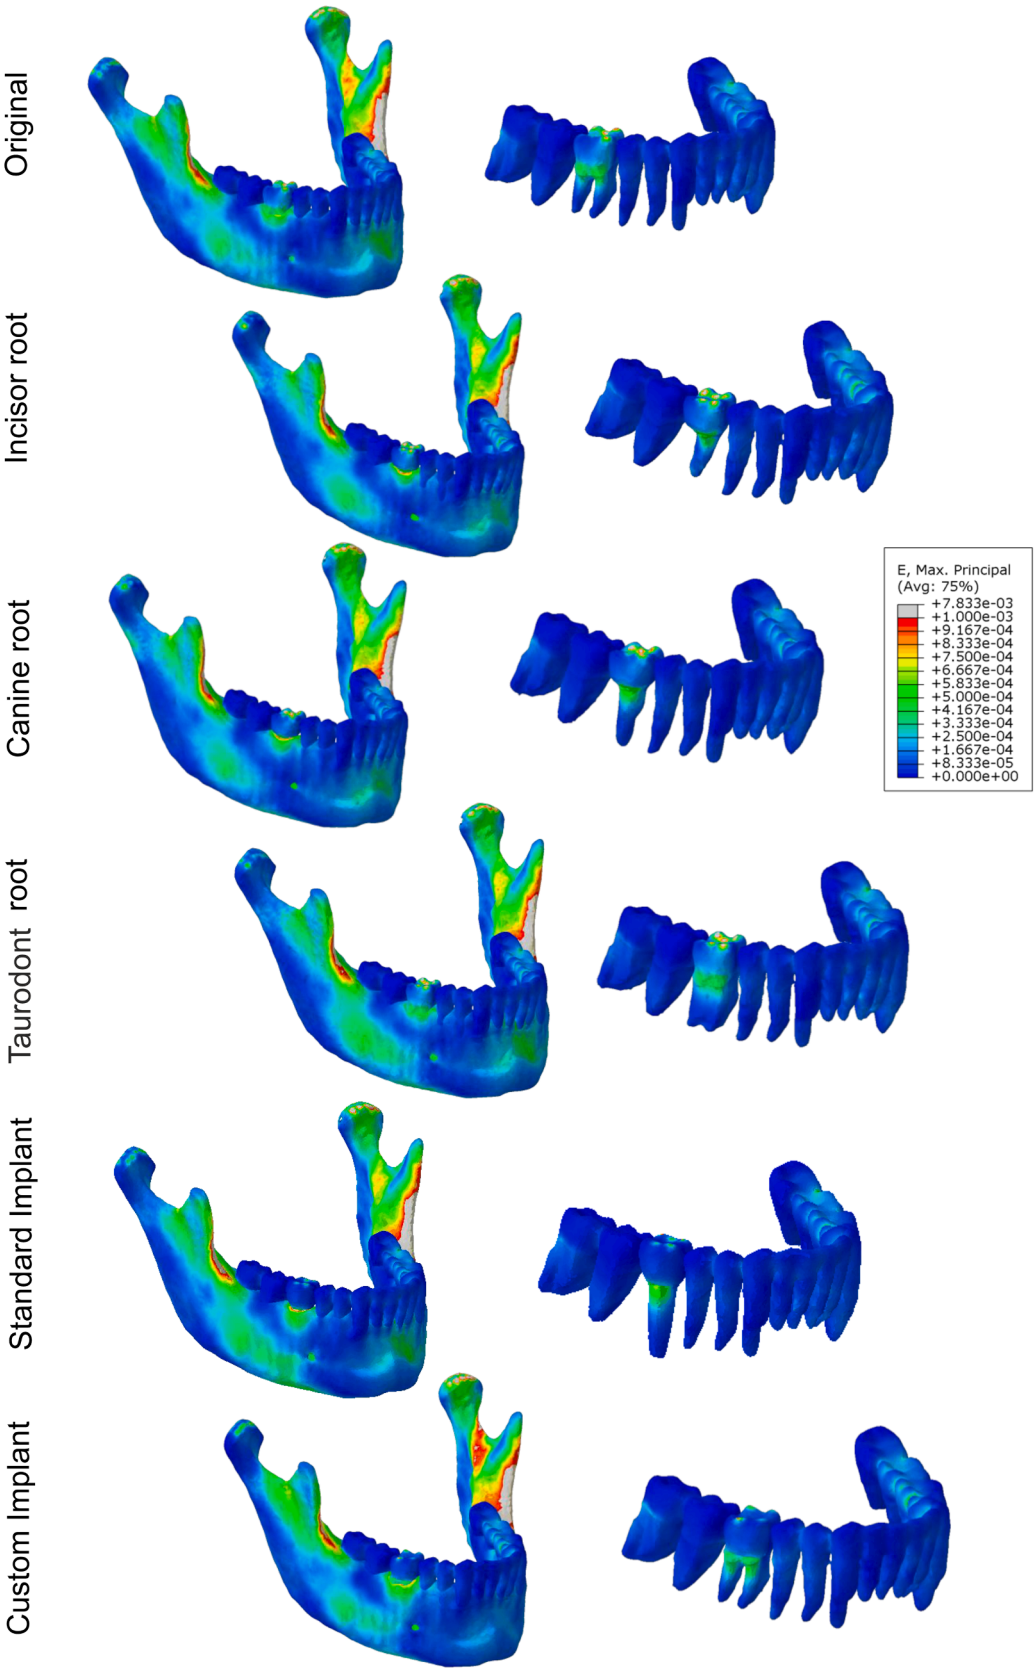 Original
Incisor root
Canine root
E, Max. Principal
(Avg: 75%)
+7.833e-03
+1.000e-03
+9.167e-04
+8.333e-04
+7.500e-04
+6.667e-04
+5.833e-04
+5.000e-04
+4.167e-04
+3.333e-04
+2.500e-04
+1.667e-04
+8.333e-05
+0.000e+00
Taurodont root
Standard Implant
Custom Implant